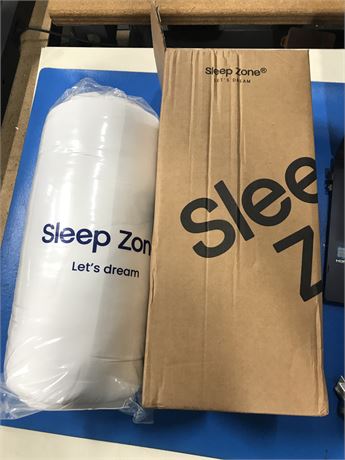 Sleep Zon
Let's dream
Sleep Zone®
LET'S DREAM
Slee
Z